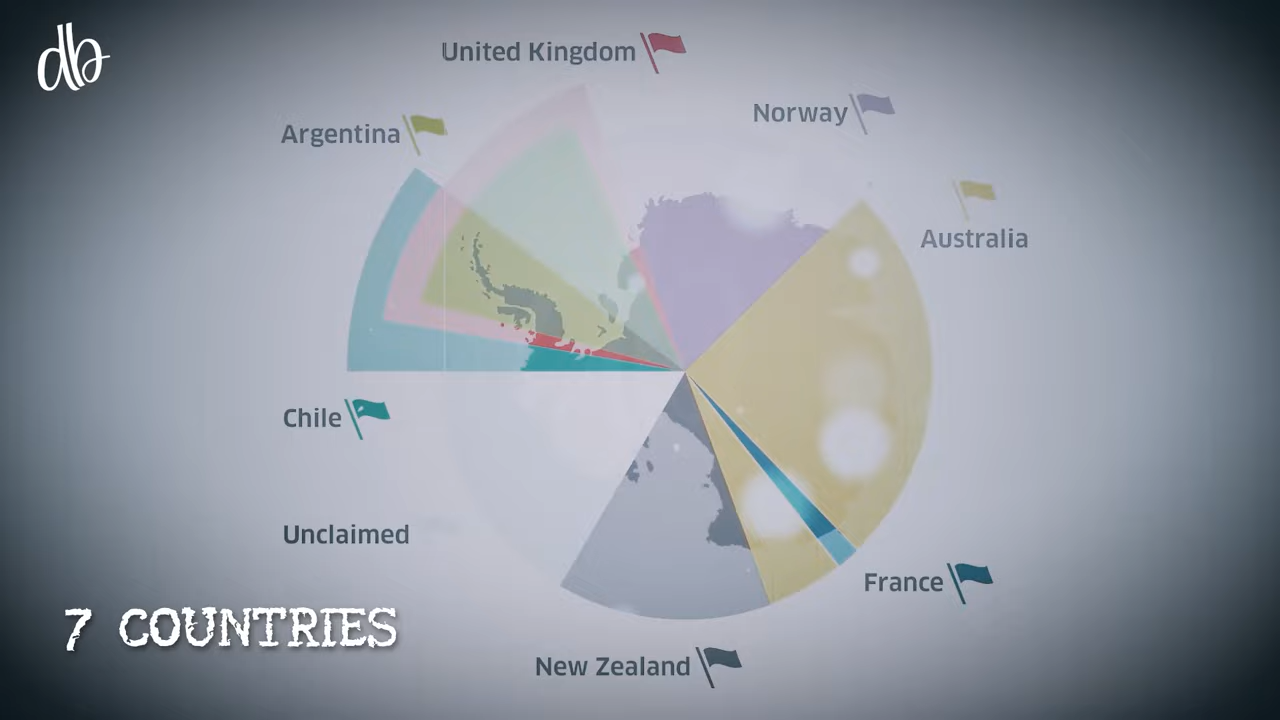 db
United Kingdom
Norway
Argentina
Australia
Chile
Unclaimed
France
7 COUNTRIES
New Zealand